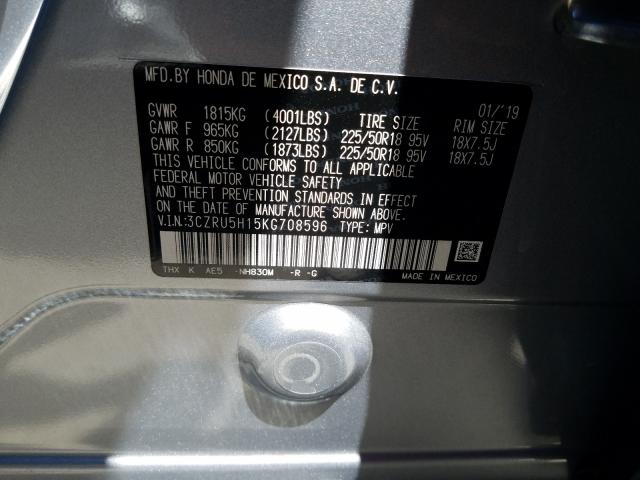 MFD.BY HONDA DE MEXICO S.A. DE C.V.
01/'19
GVWR 1815KG (4001LBS) TIRE SIZE RIM SIZE
GAWR F 965KG (2127LBS) 225/50R18 95V 18X7.5J
GAWR R 850KG (1873LBS) 225/50R18 95V 18X7.5J
THIS VEHICLE CONFORMS TO ALL APPLICABLE
FEDERAL MOTOR VEHICLE SAFETY
AND THEFT PREVENTION STANDARDS IN EFFECT
ON THE DATE OF MANUFACTURE SHOWN ABOVE.
V.I.N:3CZRU5H15KG708596 TYPE: MPV
THX K AE5 -NH830M -R -G MADE IN MEXICO